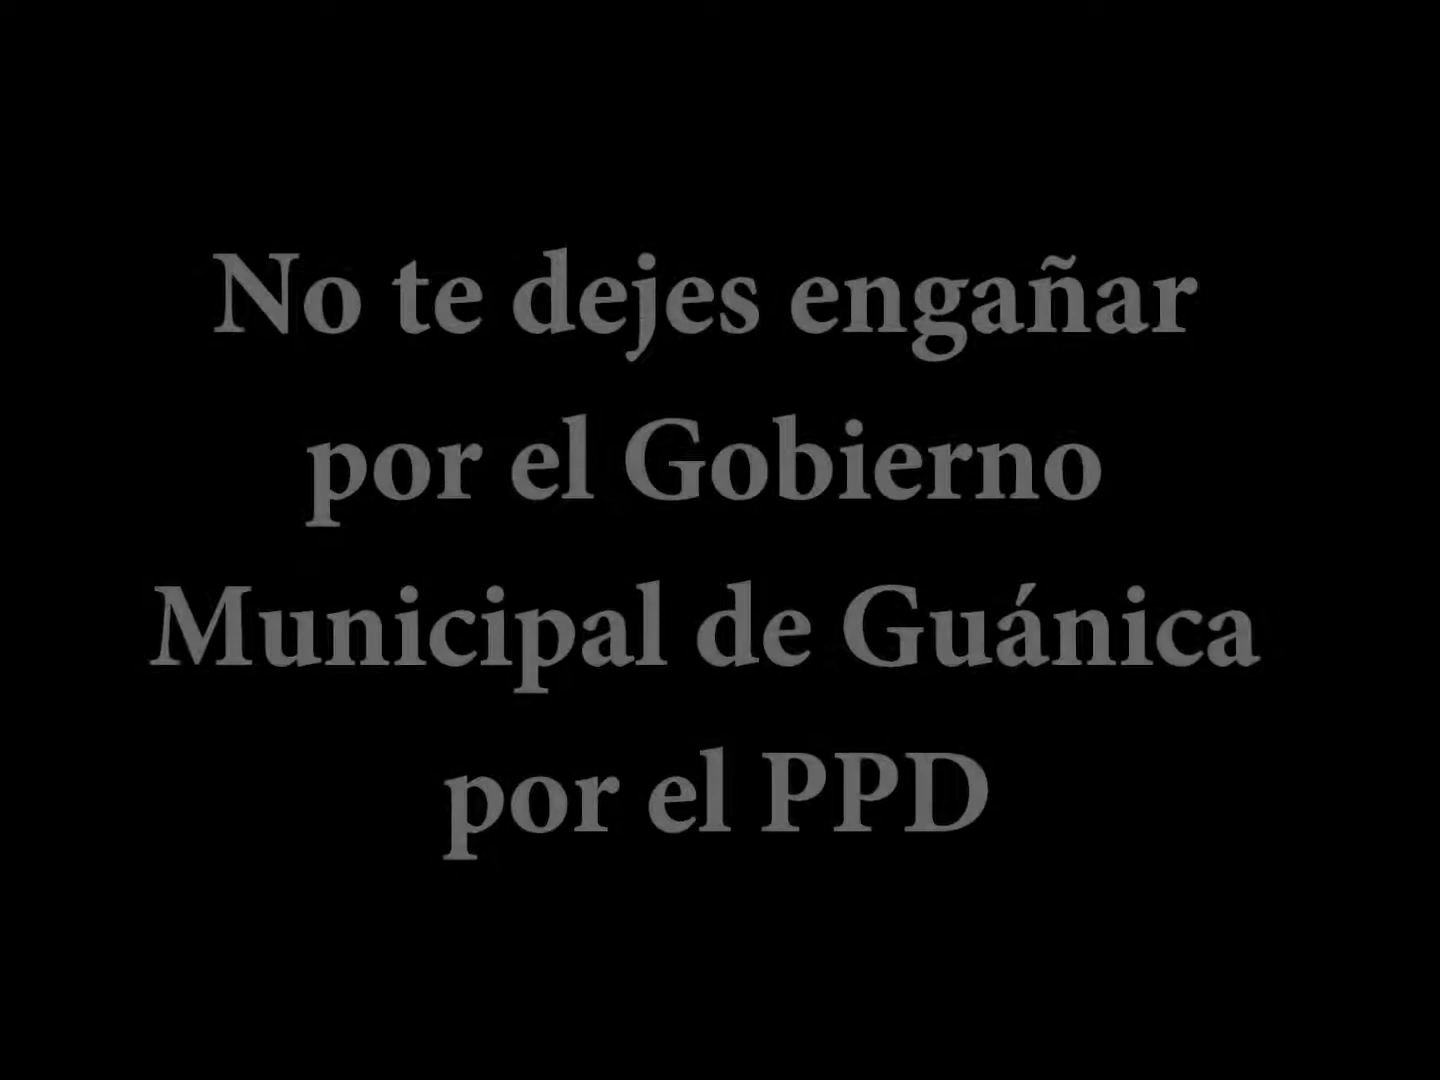 No te dejes engañar
por el Gobierno
Municipal de Guánica
por el PPD